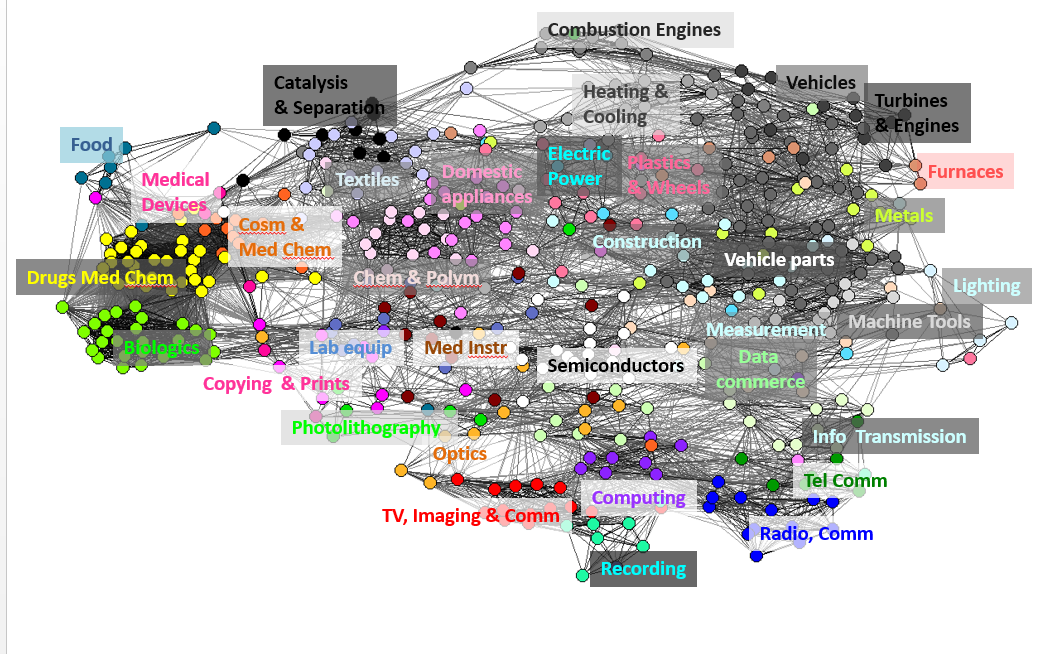 Combustion Engines
Catalysis
& Separation
Heating &
Cooling
Vehicles
Turbines
& Engines
Food
Electric
Power
Plastics
& Wheels
Furnaces
Medical
Devices
Textiles
Domestic
appliances
Metals
Cosm &
Med Chem
Construction
Vehicle parts
Drugs Med Chem
Chem & Polym
Lighting
Biologics
Lab equip
Med Instr
Measurement
Machine Tools
Semiconductors
Data
commerce
Copying & Prints
Photolithography
Info Transmission
Optics
Tel Comm
Computing
TV, Imaging & Comm
Radio, Comm
Recording